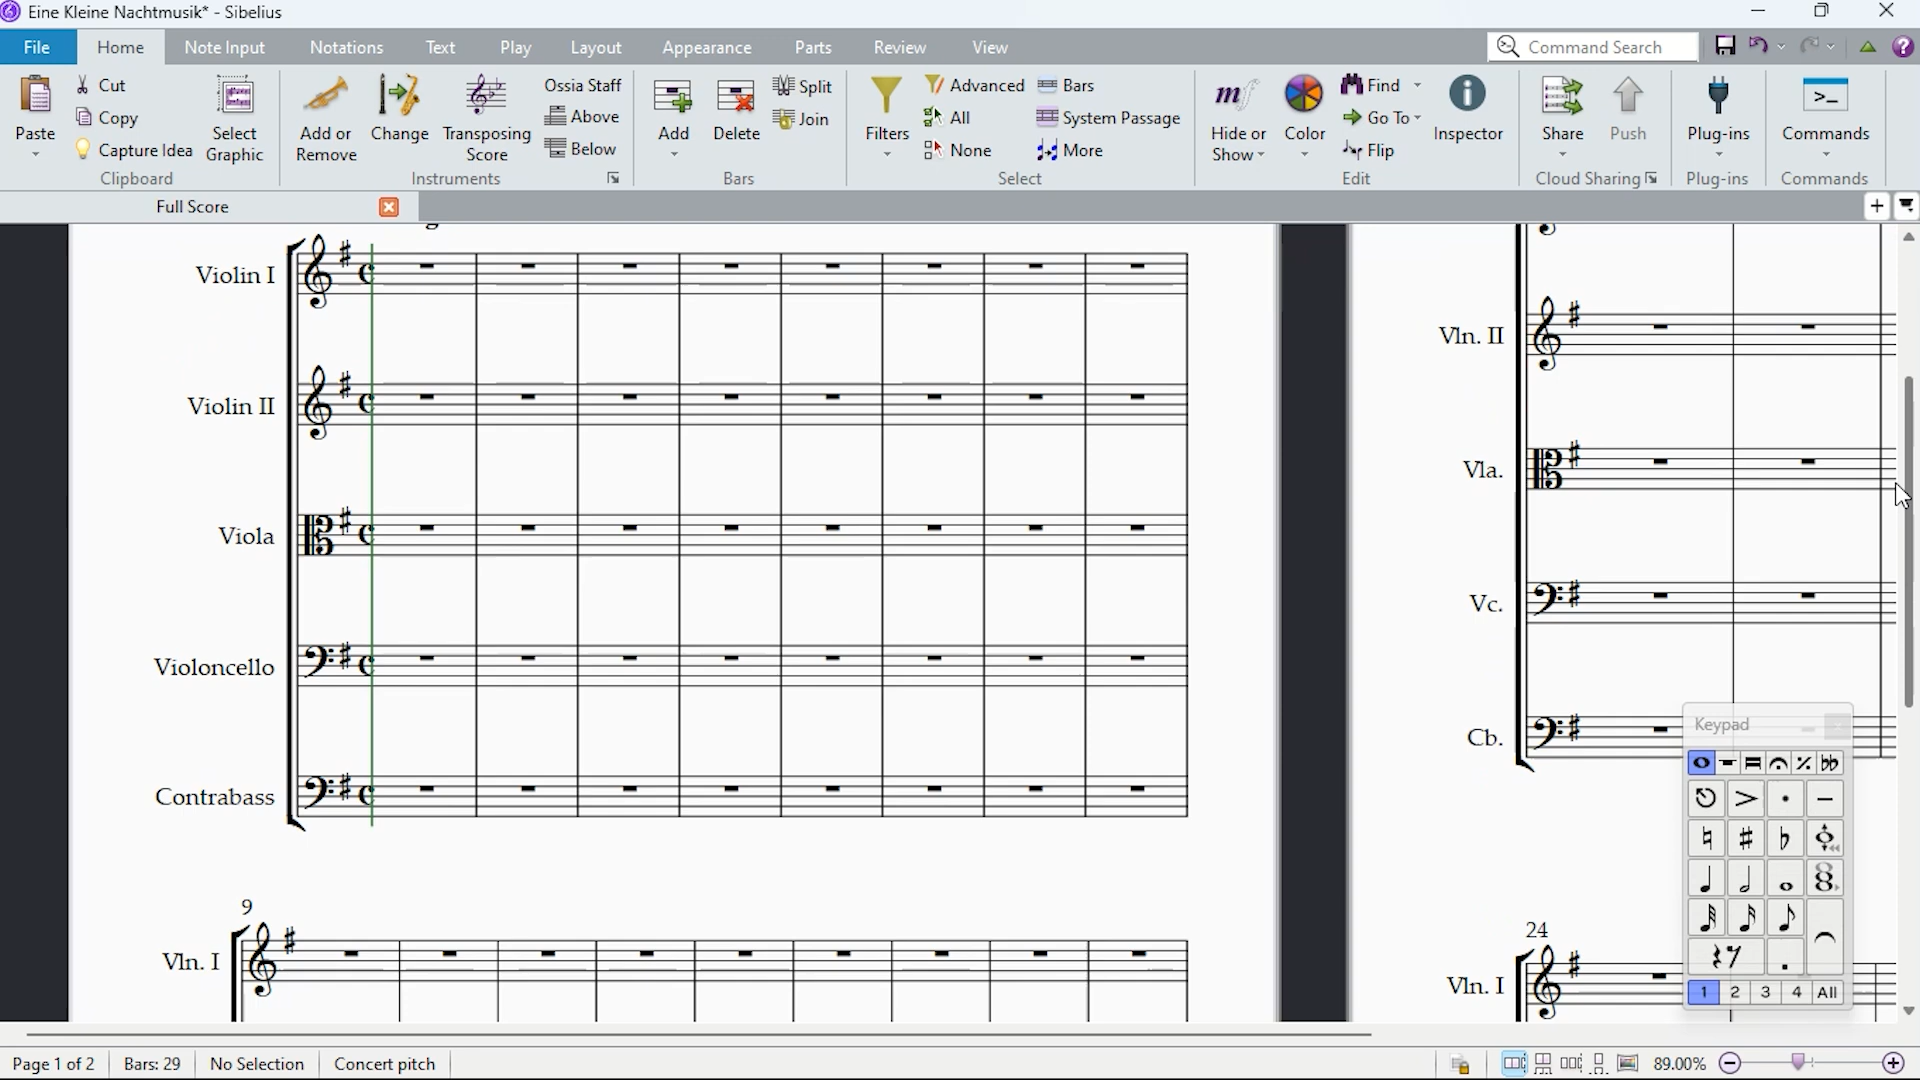 Eine Kleine Nachtmusik* - Sibelius
File Home Note Input Notations Text Play Layout Appearance Parts Review View Command Search
Paste Cut Copy Capture Idea Select Graphic
Clipboard
Add or Remove Change Transposing Score Ossia Staff Above Below
Instruments
Add Delete Split Join
Bars
Filters Advanced All None Bars System Passage More
Select
Hide or Show Color Find Go To Flip Inspector
Edit
Share Push
Cloud Sharing
Plug-ins
Plug-ins
Commands
Commands
Full Score
Violin I
Violin II
Viola
Violoncello
Contrabass
9
Vln. I
Vln. II
Vla.
Vc.
Cb.
24
Vln. I
Keypad
1 2 3 4 All
Page 1 of 2 Bars: 29 No Selection Concert pitch 89.00%